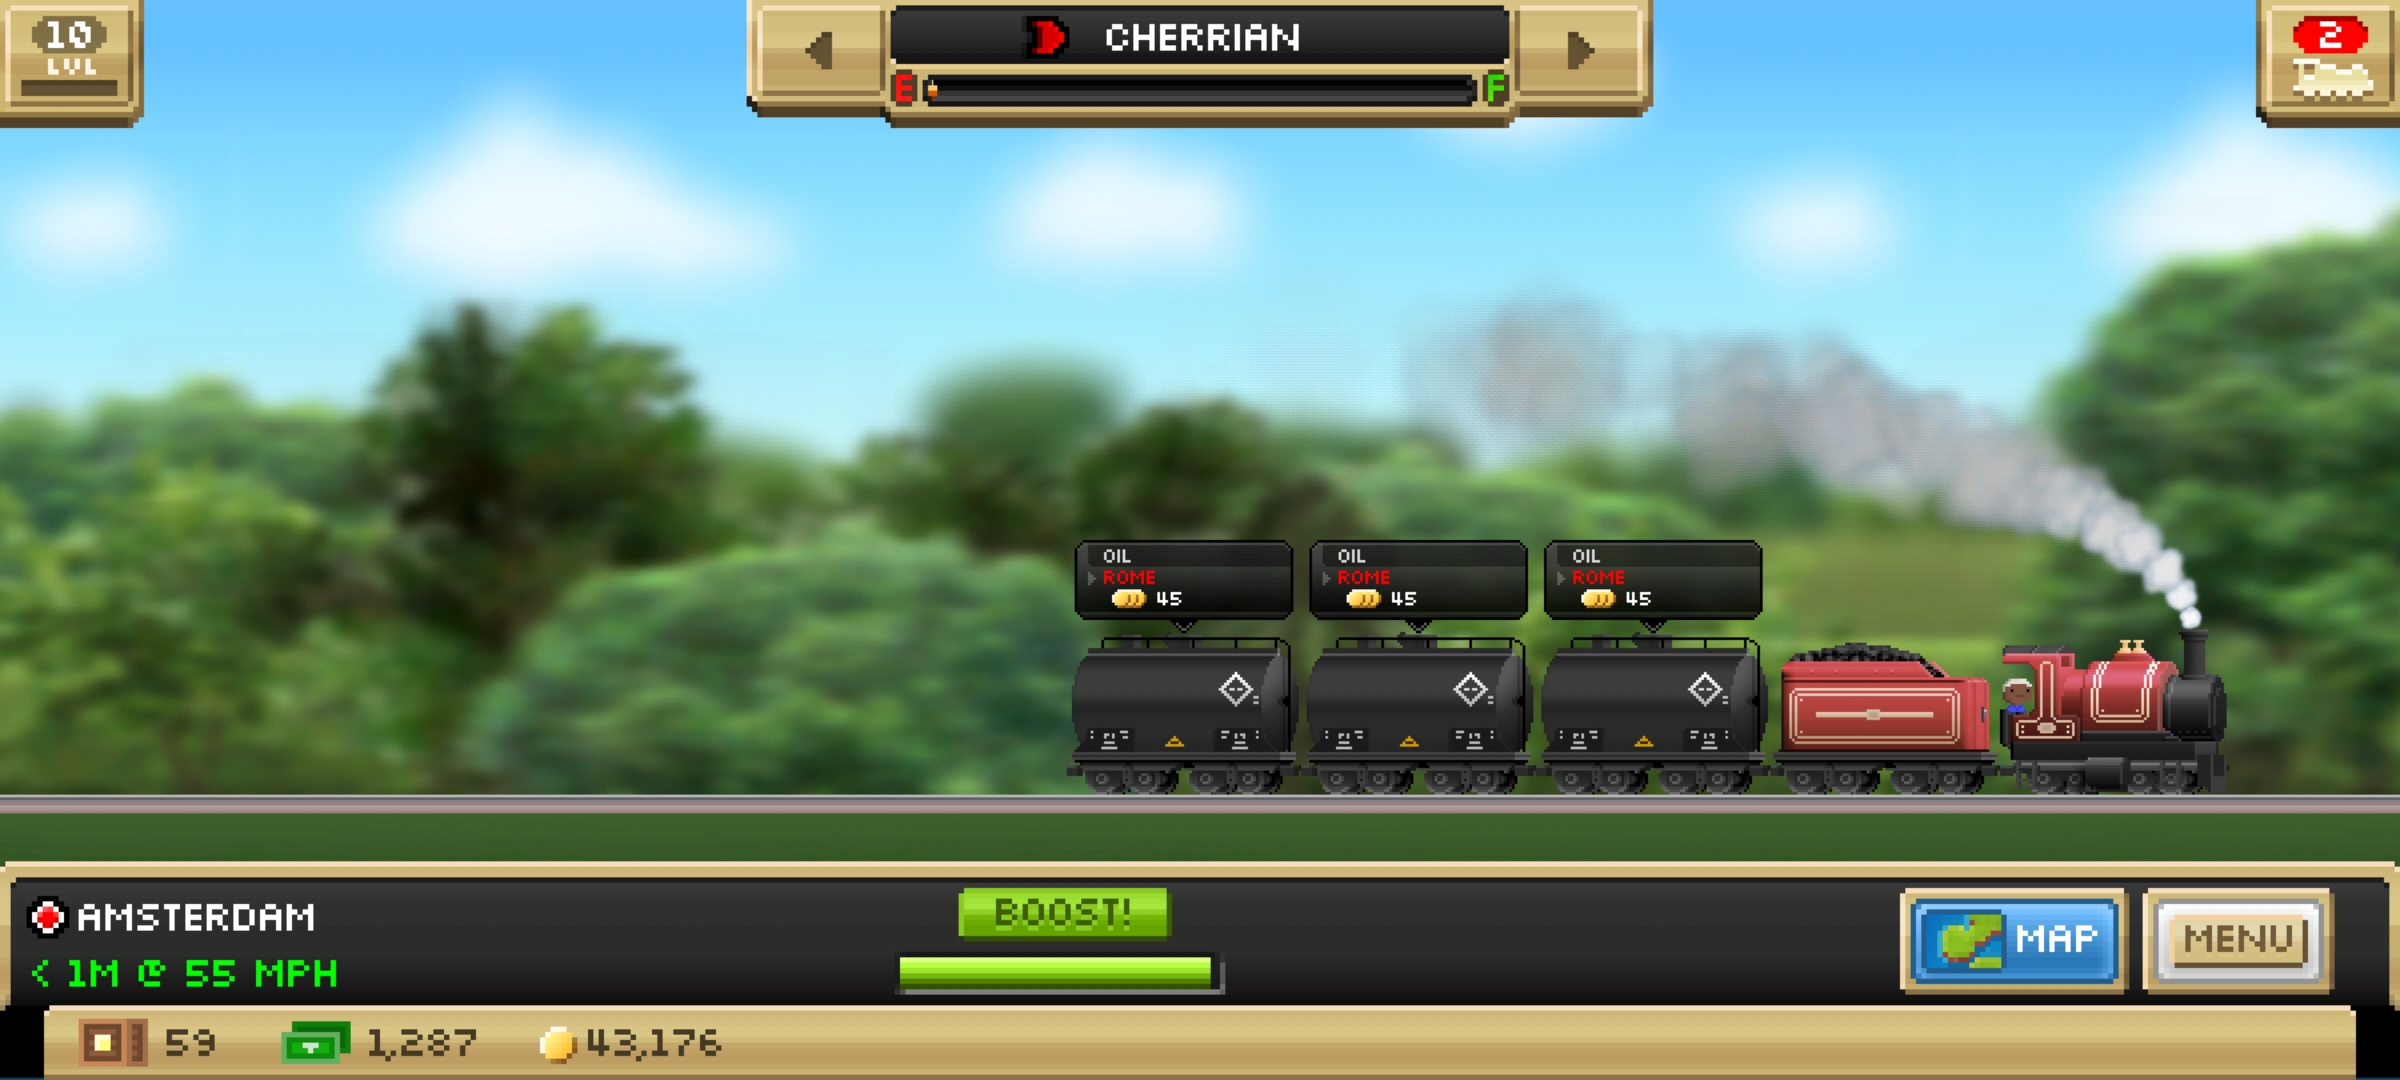 10
LVL
CHERRIAN
E F
2
OIL
ROME
45
OIL
ROME
45
OIL
ROME
45
AMSTERDAM
< 1M @ 55 MPH
BOOST!
MAP
MENU
59 1,287 43,176